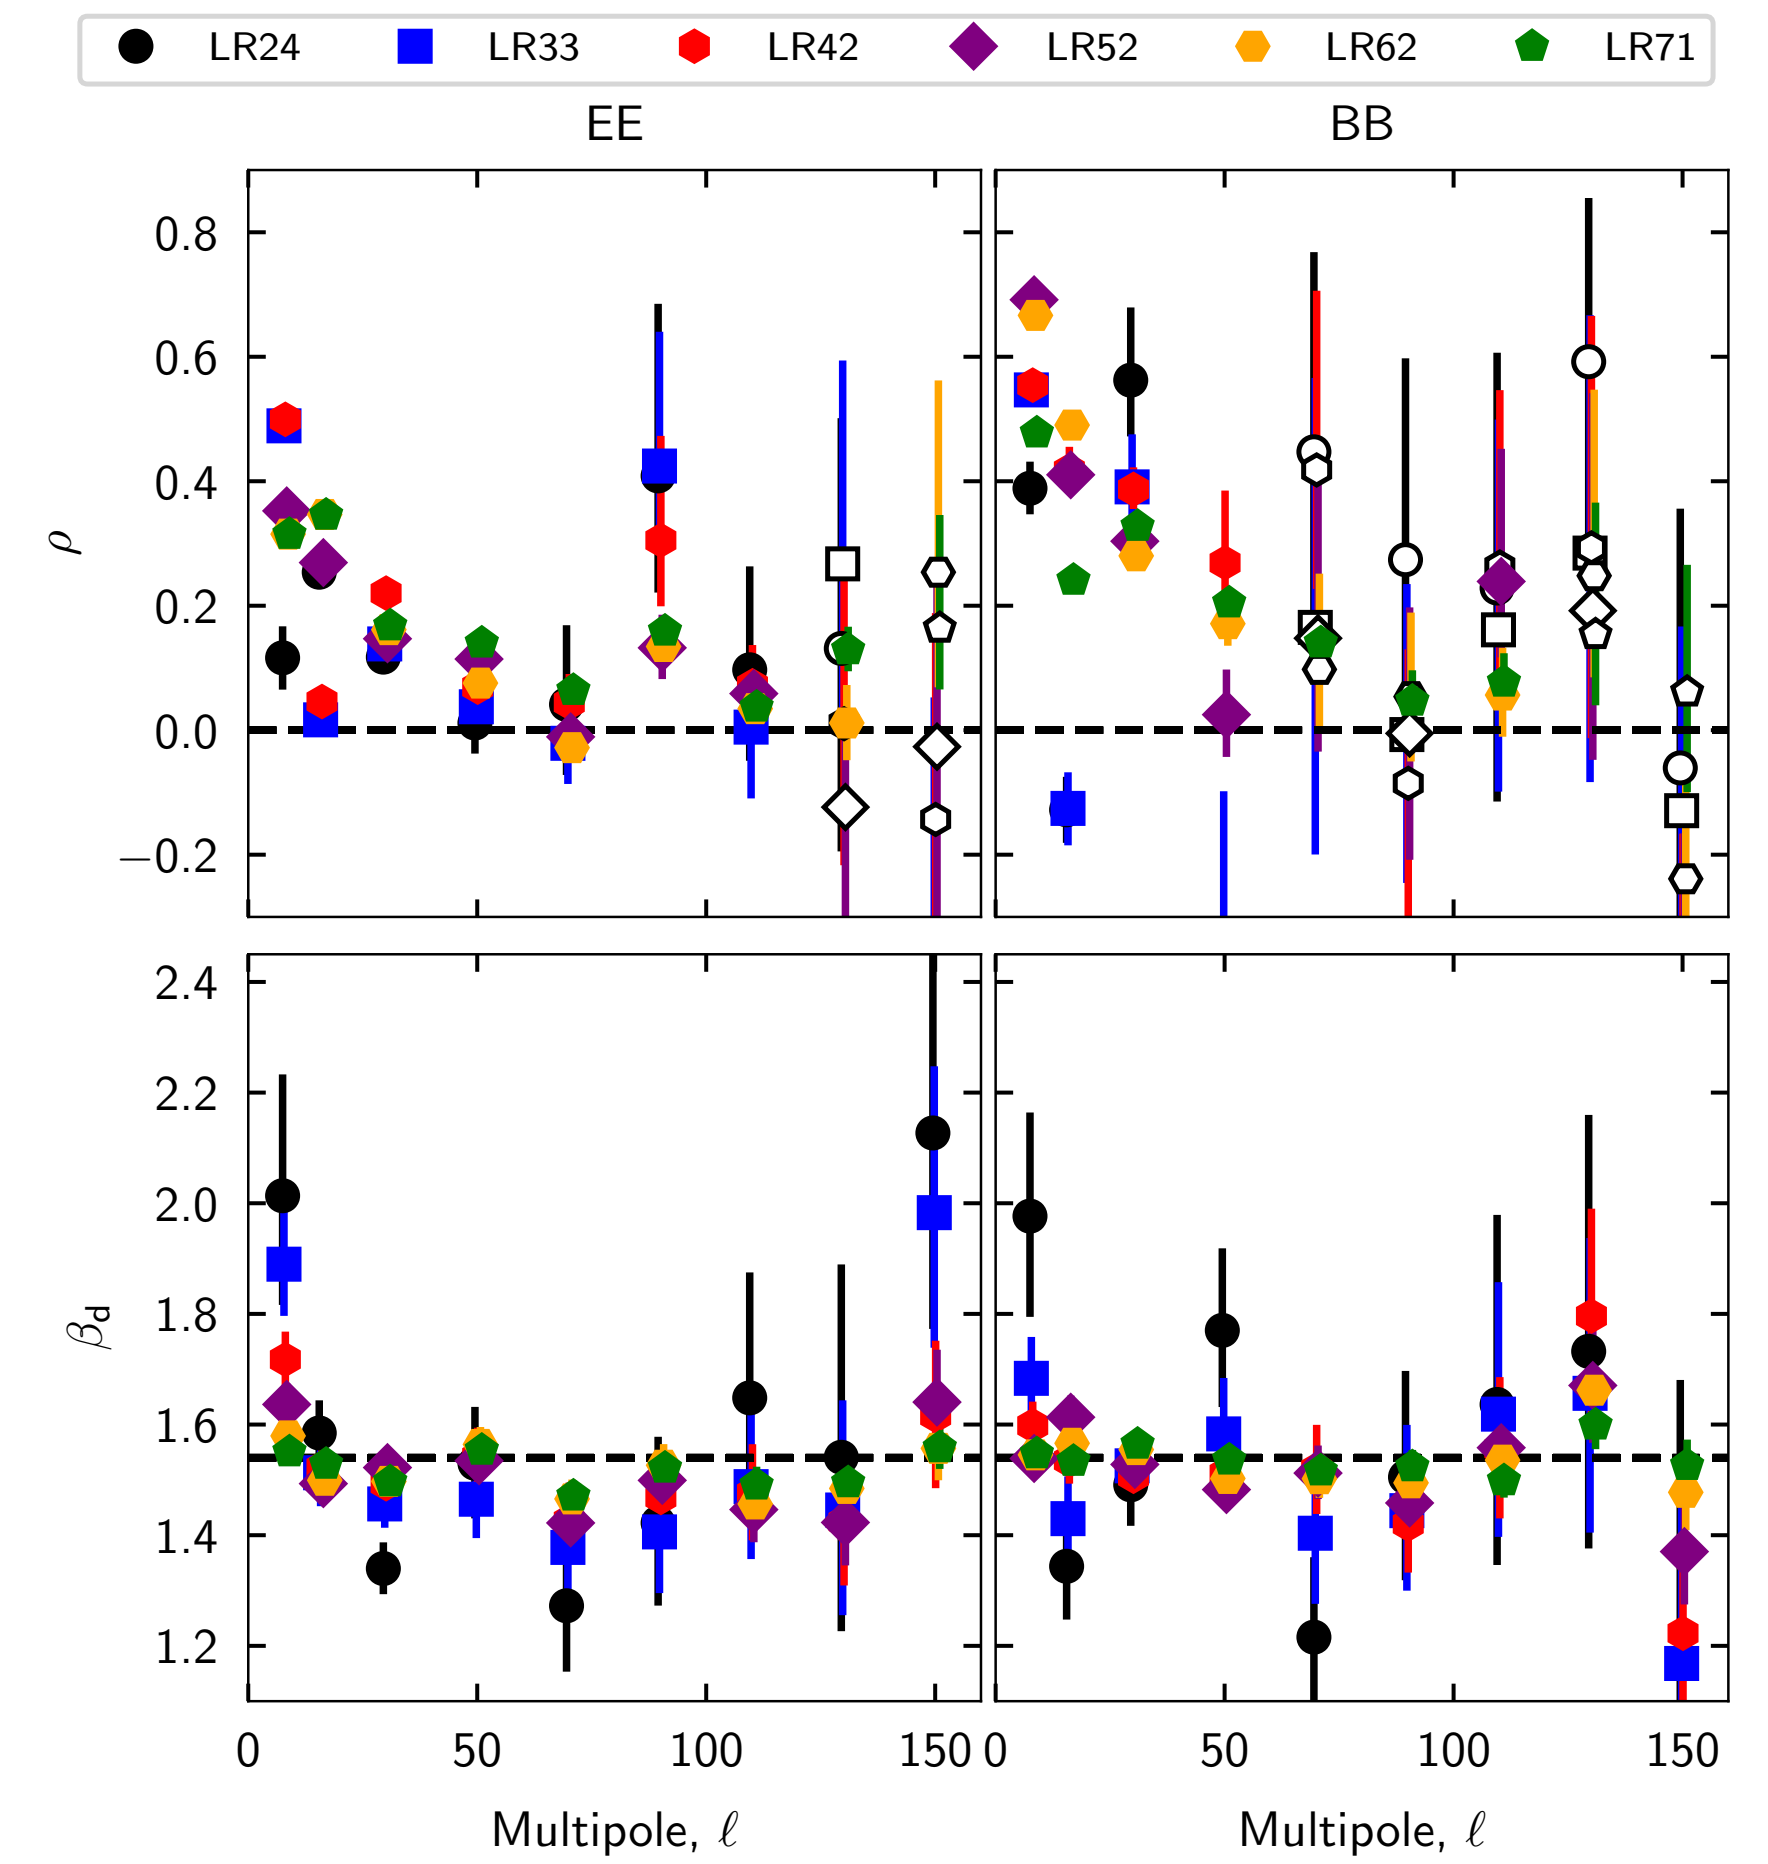 LR24 LR33 LR42 LR52 LR62 LR71
EE BB
0.8
0.6
0.4
0.2
0.0
−0.2
ρ
2.4
2.2
2.0
1.8
1.6
1.4
1.2
βd
0 50 100 150 0 50 100 150
Multipole, ℓ Multipole, ℓ